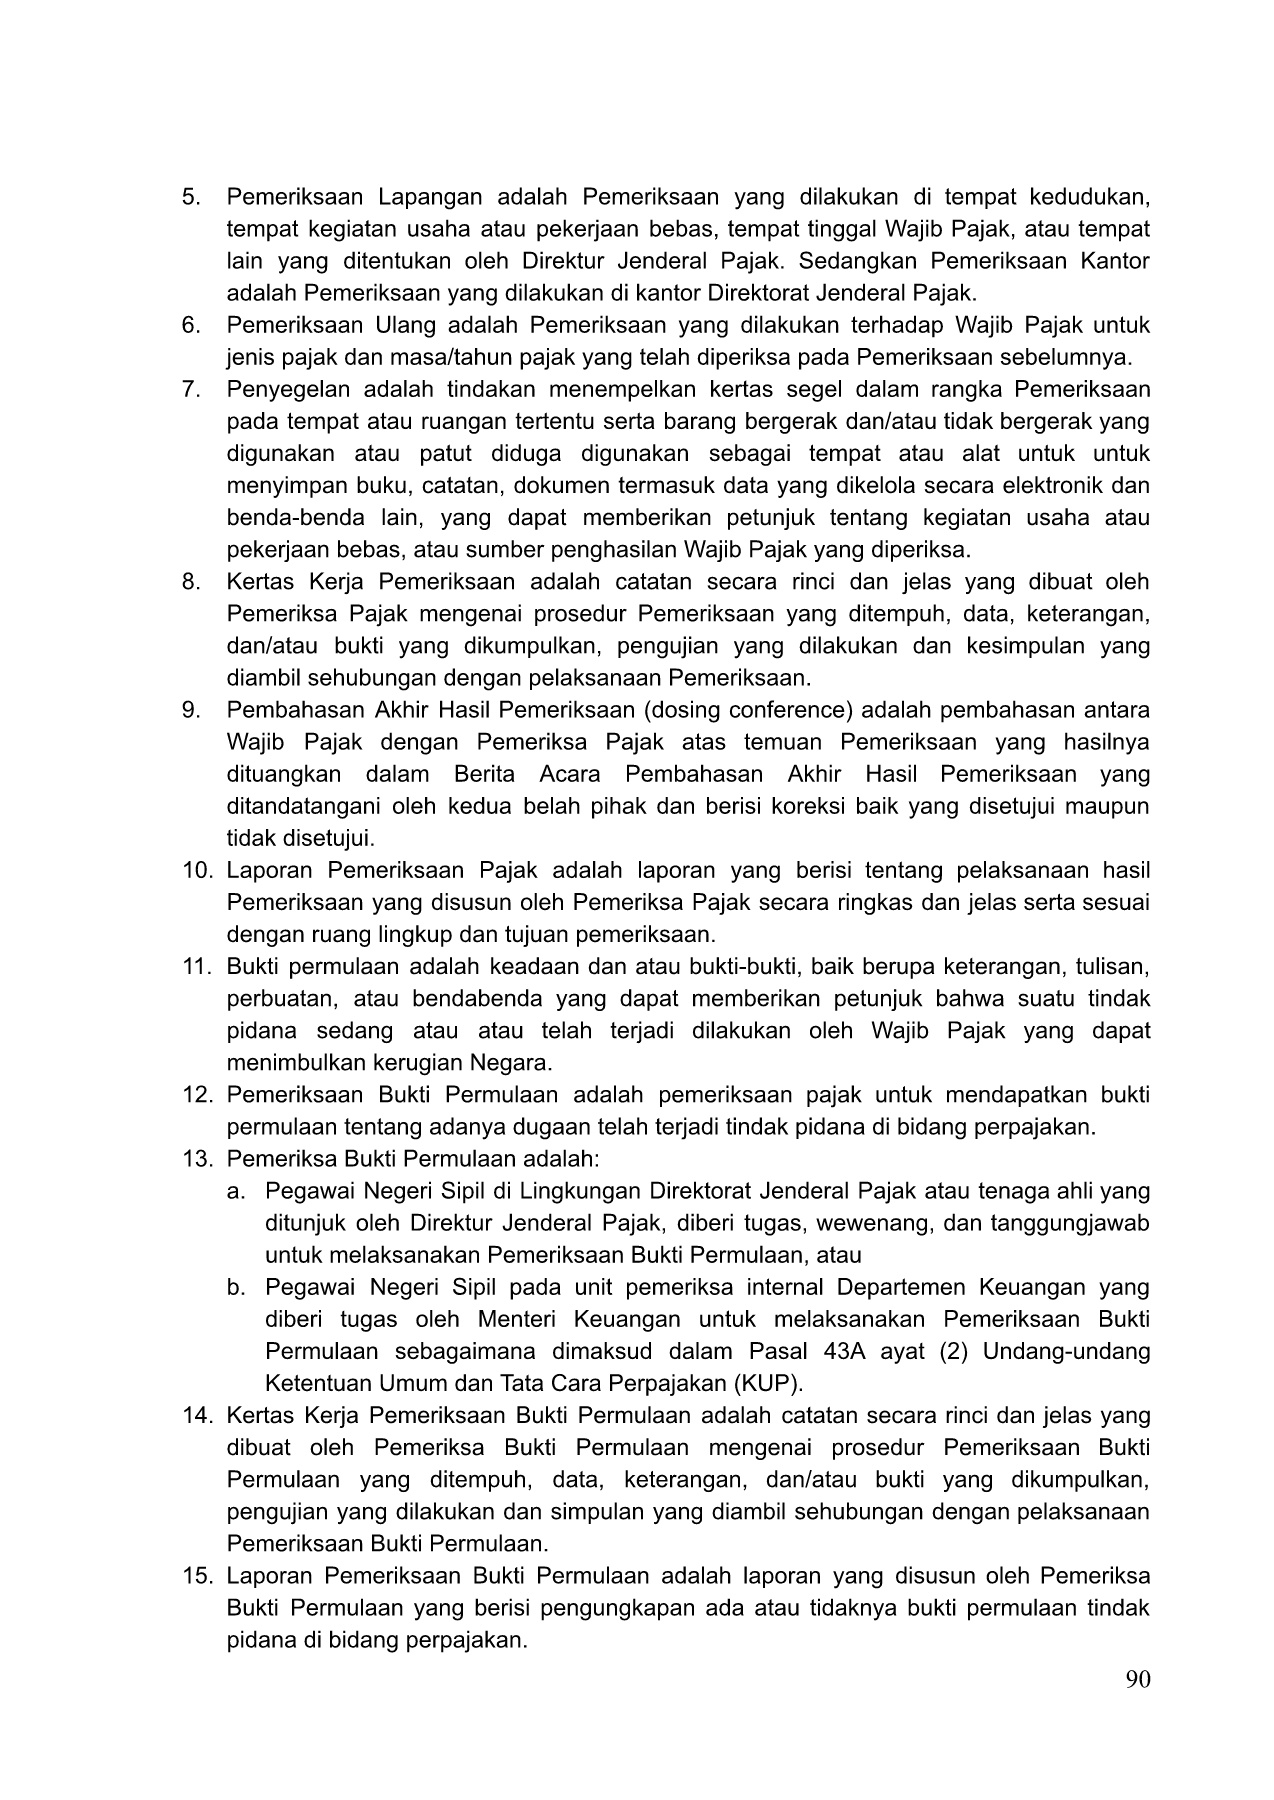 5. Pemeriksaan Lapangan adalah Pemeriksaan yang dilakukan di tempat kedudukan,
tempat kegiatan usaha atau pekerjaan bebas, tempat tinggal Wajib Pajak, atau tempat
lain yang ditentukan oleh Direktur Jenderal Pajak. Sedangkan Pemeriksaan Kantor
adalah Pemeriksaan yang dilakukan di kantor Direktorat Jenderal Pajak.
6. Pemeriksaan Ulang adalah Pemeriksaan yang dilakukan terhadap Wajib Pajak untuk
jenis pajak dan masa/tahun pajak yang telah diperiksa pada Pemeriksaan sebelumnya.
7. Penyegelan adalah tindakan menempelkan kertas segel dalam rangka Pemeriksaan
pada tempat atau ruangan tertentu serta barang bergerak dan/atau tidak bergerak yang
digunakan atau patut diduga digunakan sebagai tempat atau alat untuk untuk
menyimpan buku, catatan, dokumen termasuk data yang dikelola secara elektronik dan
benda-benda lain, yang dapat memberikan petunjuk tentang kegiatan usaha atau
pekerjaan bebas, atau sumber penghasilan Wajib Pajak yang diperiksa.
8. Kertas Kerja Pemeriksaan adalah catatan secara rinci dan jelas yang dibuat oleh
Pemeriksa Pajak mengenai prosedur Pemeriksaan yang ditempuh, data, keterangan,
dan/atau bukti yang dikumpulkan, pengujian yang dilakukan dan kesimpulan yang
diambil sehubungan dengan pelaksanaan Pemeriksaan.
9. Pembahasan Akhir Hasil Pemeriksaan (dosing conference) adalah pembahasan antara
Wajib Pajak dengan Pemeriksa Pajak atas temuan Pemeriksaan yang hasilnya
dituangkan dalam Berita Acara Pembahasan Akhir Hasil Pemeriksaan yang
ditandatangani oleh kedua belah pihak dan berisi koreksi baik yang disetujui maupun
tidak disetujui.
10. Laporan Pemeriksaan Pajak adalah laporan yang berisi tentang pelaksanaan hasil
Pemeriksaan yang disusun oleh Pemeriksa Pajak secara ringkas dan jelas serta sesuai
dengan ruang lingkup dan tujuan pemeriksaan.
11. Bukti permulaan adalah keadaan dan atau bukti-bukti, baik berupa keterangan, tulisan,
perbuatan, atau bendabenda yang dapat memberikan petunjuk bahwa suatu tindak
pidana sedang atau atau telah terjadi dilakukan oleh Wajib Pajak yang dapat
menimbulkan kerugian Negara.
12. Pemeriksaan Bukti Permulaan adalah pemeriksaan pajak untuk mendapatkan bukti
permulaan tentang adanya dugaan telah terjadi tindak pidana di bidang perpajakan.
13. Pemeriksa Bukti Permulaan adalah:
a. Pegawai Negeri Sipil di Lingkungan Direktorat Jenderal Pajak atau tenaga ahli yang
ditunjuk oleh Direktur Jenderal Pajak, diberi tugas, wewenang, dan tanggungjawab
untuk melaksanakan Pemeriksaan Bukti Permulaan, atau
b. Pegawai Negeri Sipil pada unit pemeriksa internal Departemen Keuangan yang
diberi tugas oleh Menteri Keuangan untuk melaksanakan Pemeriksaan Bukti
Permulaan sebagaimana dimaksud dalam Pasal 43A ayat (2) Undang-undang
Ketentuan Umum dan Tata Cara Perpajakan (KUP).
14. Kertas Kerja Pemeriksaan Bukti Permulaan adalah catatan secara rinci dan jelas yang
dibuat oleh Pemeriksa Bukti Permulaan mengenai prosedur Pemeriksaan Bukti
Permulaan yang ditempuh, data, keterangan, dan/atau bukti yang dikumpulkan,
pengujian yang dilakukan dan simpulan yang diambil sehubungan dengan pelaksanaan
Pemeriksaan Bukti Permulaan.
15. Laporan Pemeriksaan Bukti Permulaan adalah laporan yang disusun oleh Pemeriksa
Bukti Permulaan yang berisi pengungkapan ada atau tidaknya bukti permulaan tindak
pidana di bidang perpajakan.
90